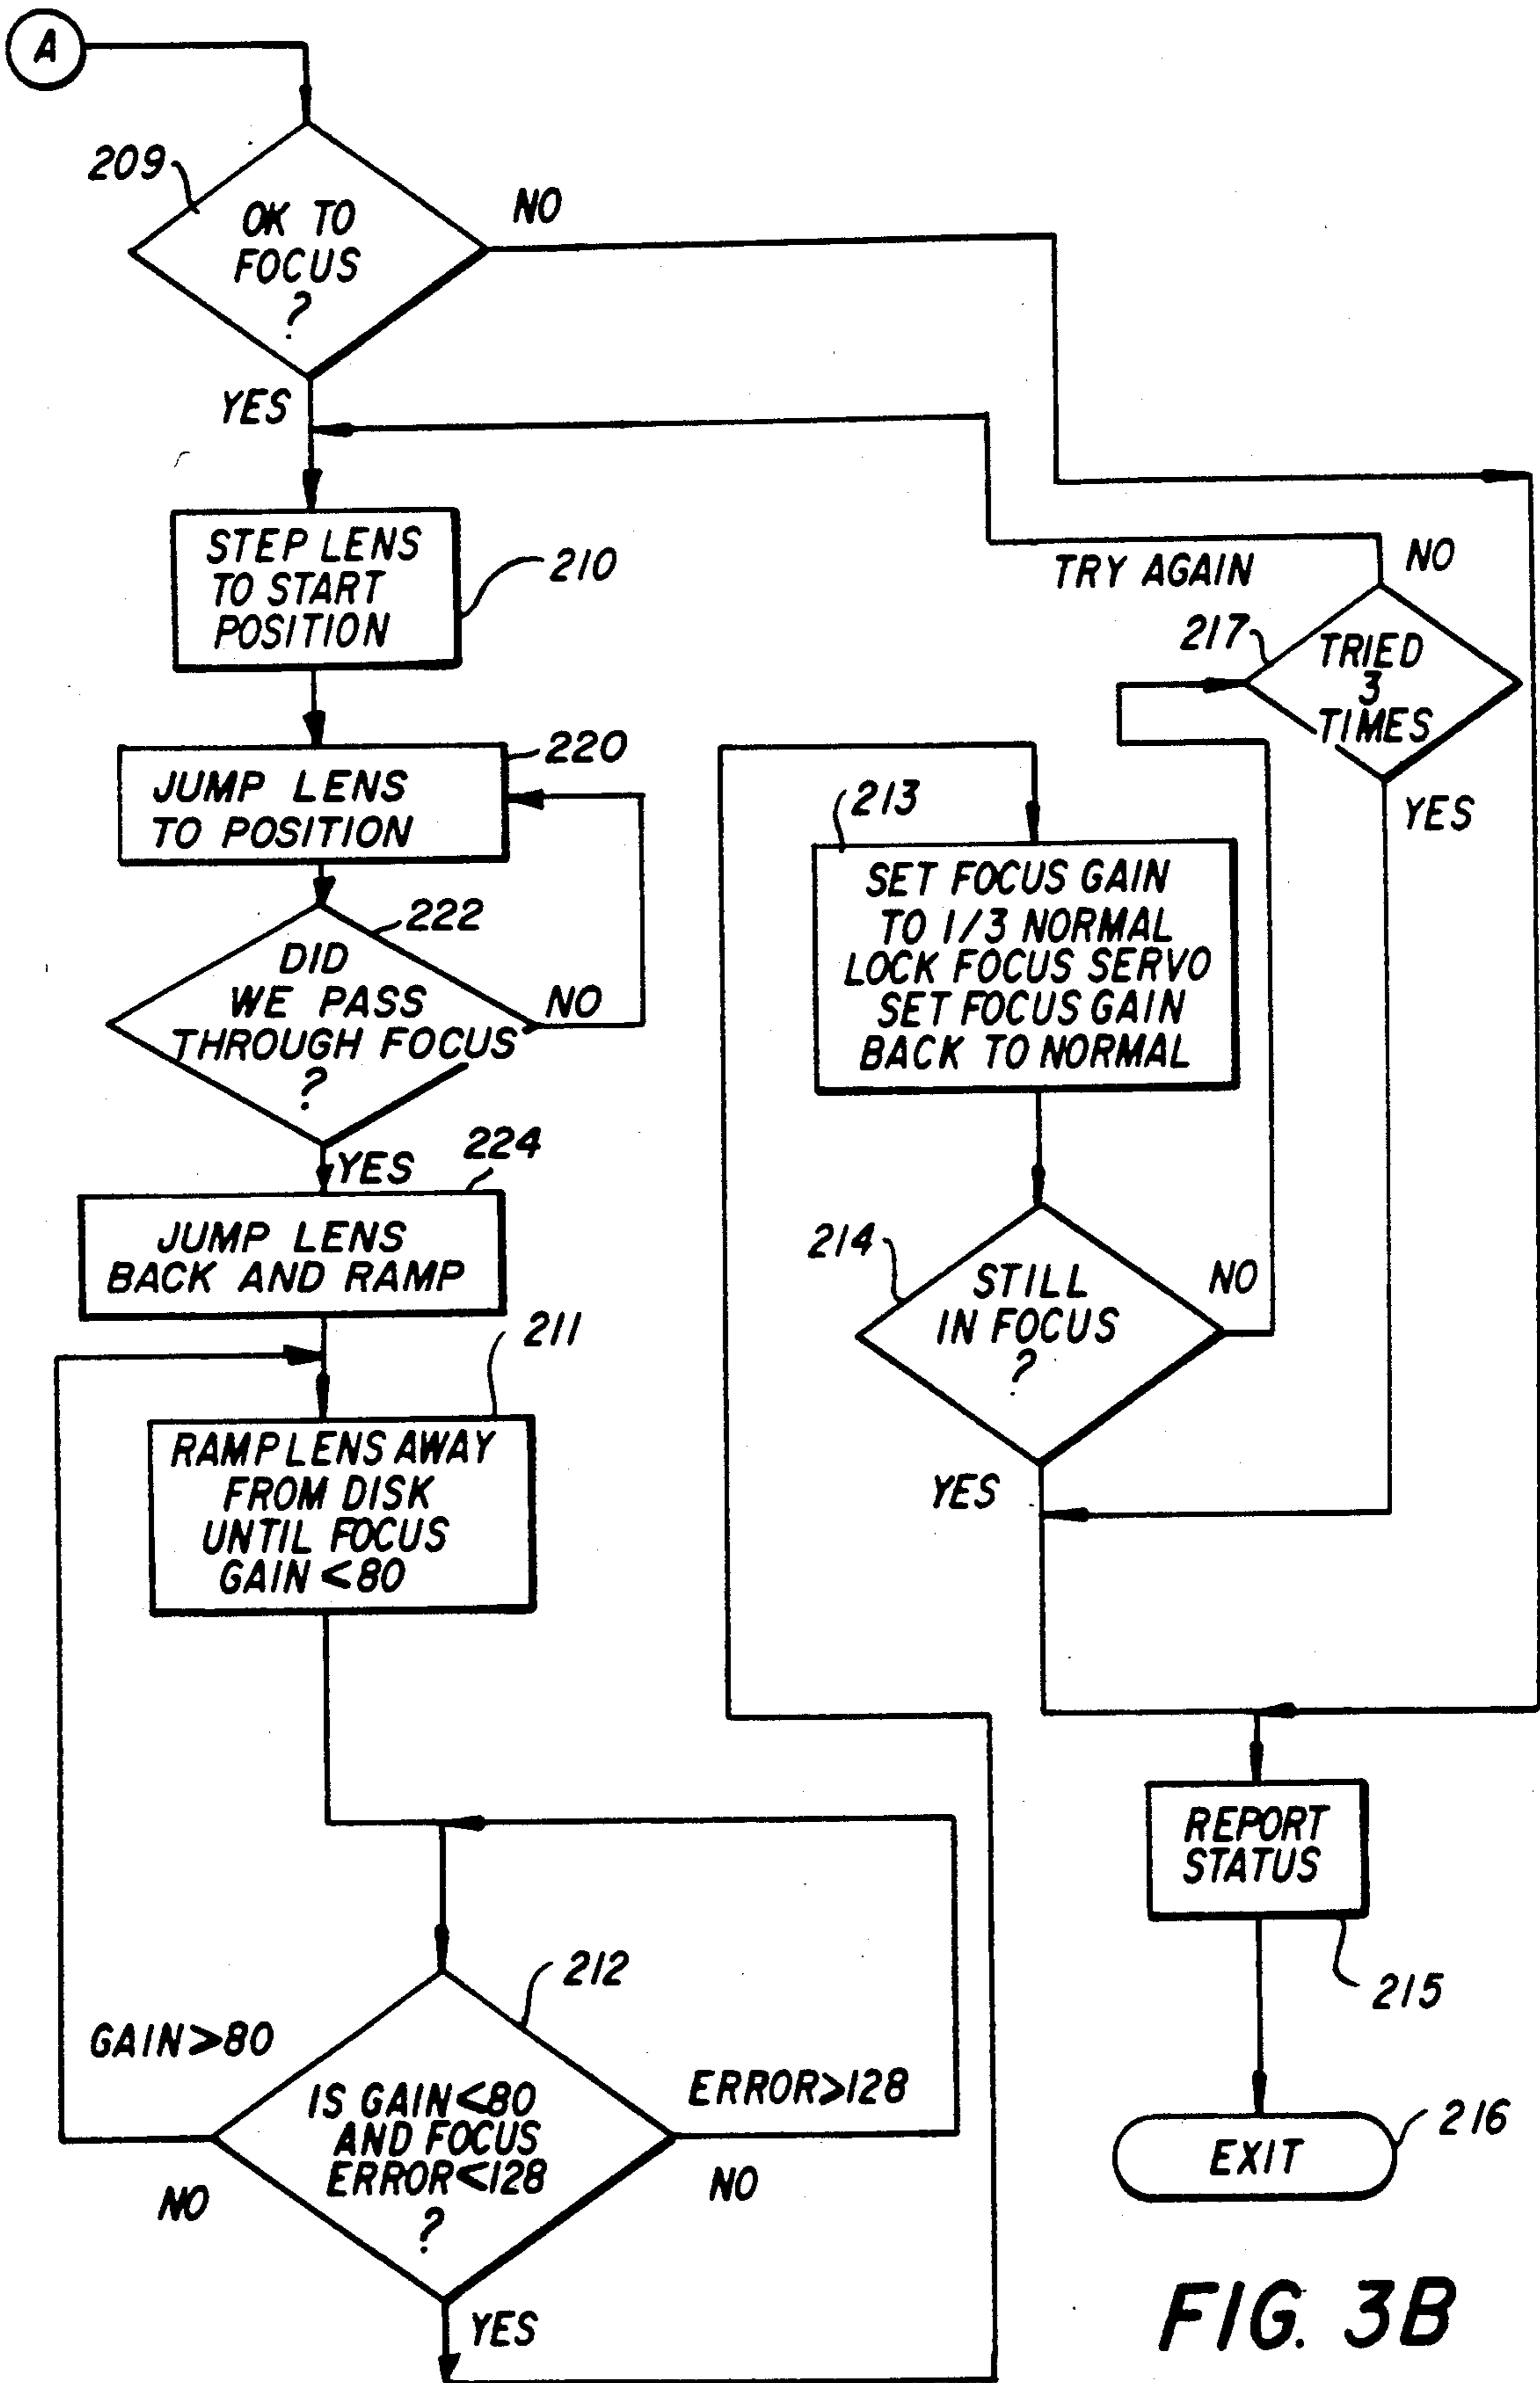 A
209
OK TO
FOCUS
?
NO
YES
STEP LENS
TO START
POSITION
210
TRY AGAIN
NO
217
TRIED
3
TIMES
YES
JUMP LENS
TO POSITION
220
DID
WE PASS
THROUGH FOCUS
?
222
NO
YES
224
JUMP LENS
BACK AND RAMP
211
RAMP LENS AWAY
FROM DISK
UNTIL FOCUS
GAIN <80
213
SET FOCUS GAIN
TO 1/3 NORMAL
LOCK FOCUS SERVO
SET FOCUS GAIN
BACK TO NORMAL
214
STILL
IN FOCUS
?
NO
YES
212
GAIN>80
IS GAIN<80
AND FOCUS
ERROR<128
?
ERROR>128
NO
NO
YES
REPORT
STATUS
215
EXIT
216
FIG. 3B